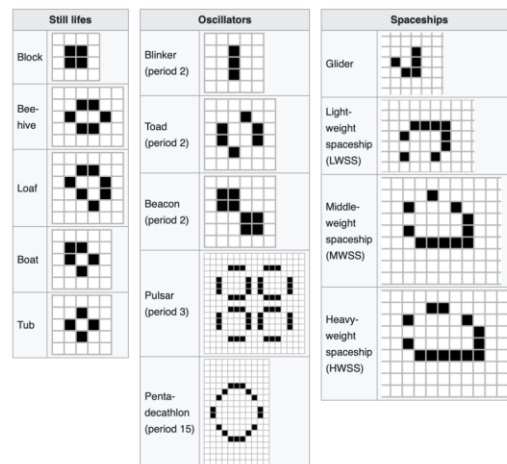 Still lifes
Block
Bee-
hive
Loaf
Boat
Tub
Oscillators
Blinker
(period 2)
Toad
(period 2)
Beacon
(period 2)
Pulsar
(period 3)
Penta-
decathlon
(period 15)
Spaceships
Glider
Light-
weight
spaceship
(LWSS)
Middle-
weight
spaceship
(MWSS)
Heavy-
weight
spaceship
(HWSS)